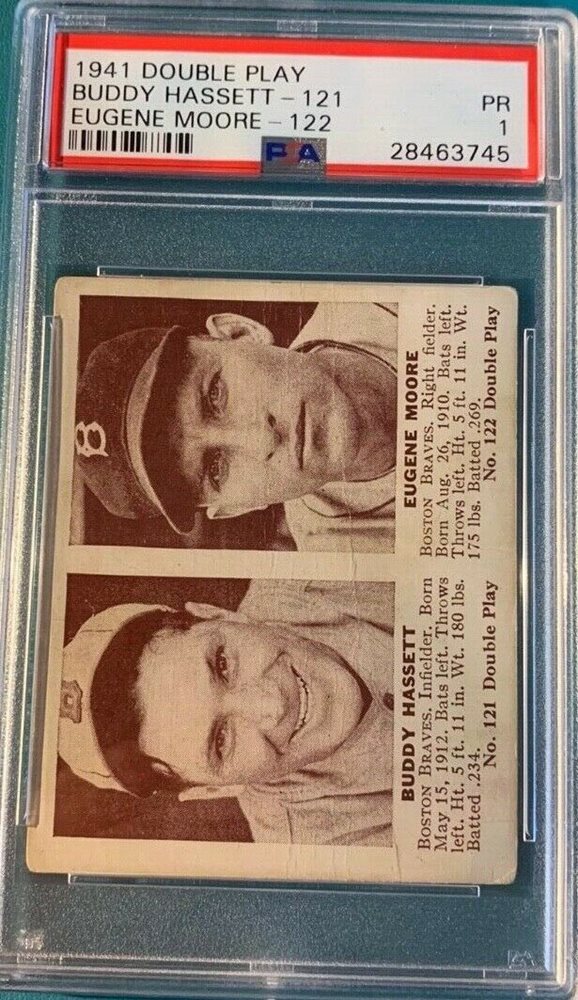 1941 DOUBLE PLAY
BUDDY HASSETT - 121
EUGENE MOORE - 122
PR
1
28463745
PSA
B
BUDDY HASSETT
BOSTON BRAVES. Infielder. Born
May 15, 1912. Bats left. Throws
left. Ht. 5 ft. 11 in. Wt. 180 lbs.
Batted .234.
No. 121 Double Play
B
EUGENE MOORE
BOSTON BRAVES. Right fielder.
Born Aug. 26, 1910. Bats left.
Throws left. Ht. 5 ft. 11 in. Wt.
175 lbs. Batted .269.
No. 122 Double Play